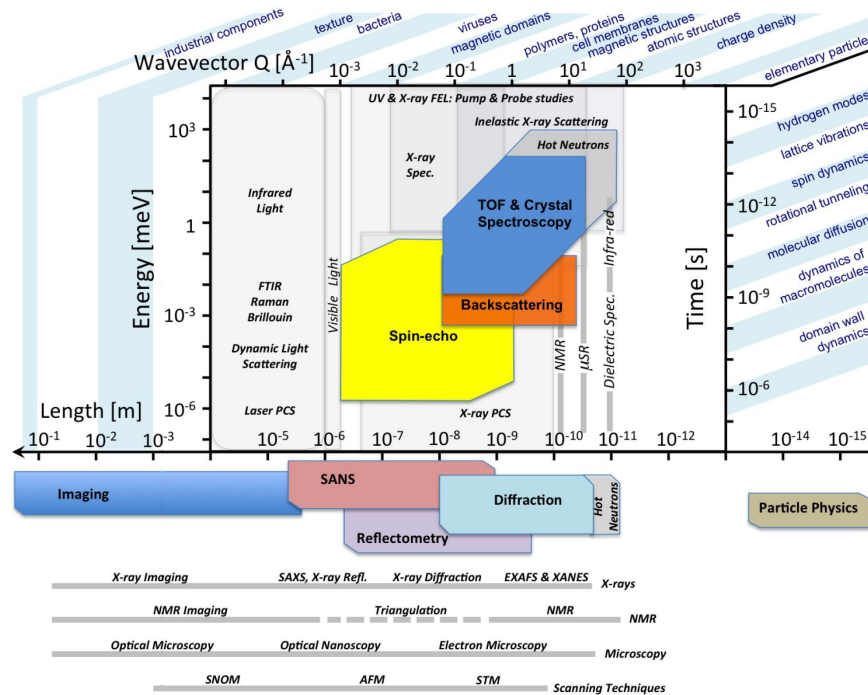 industrial components
texture
bacteria
viruses
magnetic domains
polymers, proteins
cell membranes
magnetic structures
atomic structures
charge density
elementary particle
Wavevector Q [Å⁻¹]
10⁻³ 10⁻² 10⁻¹ 1 10¹ 10² 10³
UV & X-ray FEL: Pump & Probe studies
Inelastic X-ray Scattering
Hot Neutrons
X-ray
Spec.
TOF & Crystal
Spectroscopy
Infrared
Light
Visible Light
FTIR
Raman
Brillouin
Dynamic Light
Scattering
Laser PCS
Spin-echo
Backscattering
X-ray PCS
NMR
μSR
Dielectric Spec.
Infra-red
Energy [meV]
10³
1
10⁻³
10⁻⁶
Time [s]
10⁻¹⁵
10⁻¹²
10⁻⁹
10⁻⁶
hydrogen modes
lattice vibrations
spin dynamics
rotational tunneling
molecular diffusion
dynamics of
macromolecules
domain wall
dynamics
Length [m]
10⁻¹ 10⁻² 10⁻³ 10⁻⁵ 10⁻⁶ 10⁻⁷ 10⁻⁸ 10⁻⁹ 10⁻¹⁰ 10⁻¹¹ 10⁻¹² 10⁻¹⁴ 10⁻¹⁵
Imaging
SANS
Diffraction
Hot
Neutrons
Reflectometry
Particle Physics
X-ray Imaging SAXS, X-ray Refl. X-ray Diffraction EXAFS & XANES X-rays
NMR Imaging Triangulation NMR NMR
Optical Microscopy Optical Nanoscopy Electron Microscopy Microscopy
SNOM AFM STM Scanning Techniques